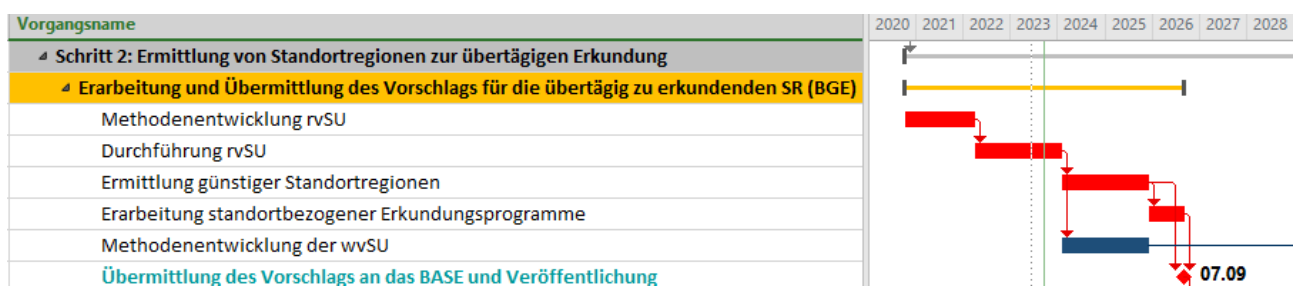 Vorgangsname 2020 2021 2022 2023 2024 2025 2026 2027 2028
Schritt 2: Ermittlung von Standortregionen zur übertägigen Erkundung
Erarbeitung und Übermittlung des Vorschlags für die übertägig zu erkundenden SR (BGE)
Methodenentwicklung rvSU
Durchführung rvSU
Ermittlung günstiger Standortregionen
Erarbeitung standortbezogener Erkundungsprogramme
Methodenentwicklung der wvSU
Übermittlung des Vorschlags an das BASE und Veröffentlichung 07.09